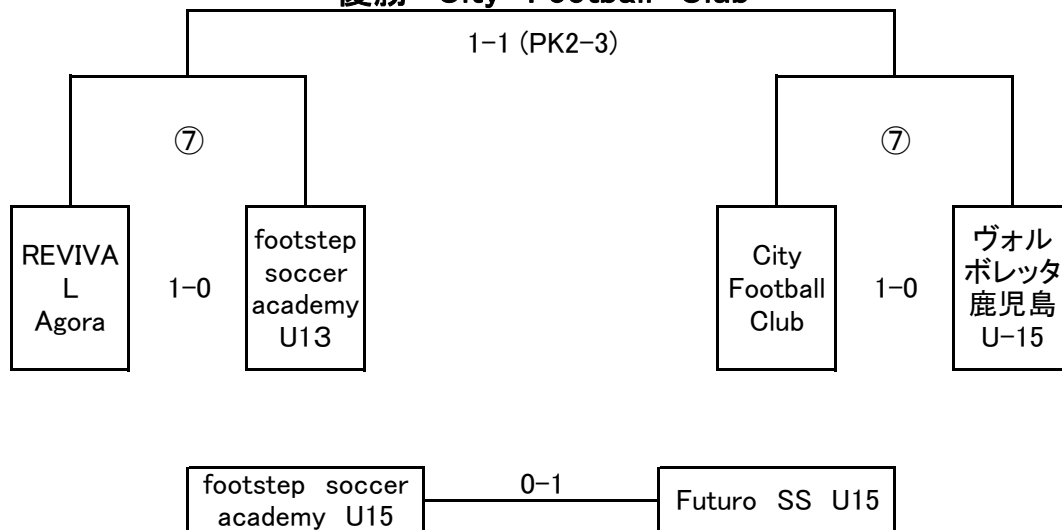 優勝 City Football Club
1-1 (PK2-3)
⑦
⑦
REVIVA
L
Agora
1-0
footstep
soccer
academy
U13
City
Football
Club
1-0
ヴォル
ボレッタ
鹿児島
U-15
footstep soccer
academy U15
0-1
Futuro SS U15